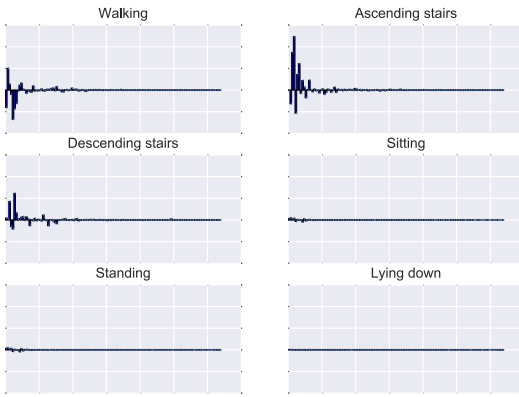 Walking
Ascending stairs
Descending stairs
Sitting
Standing
Lying down